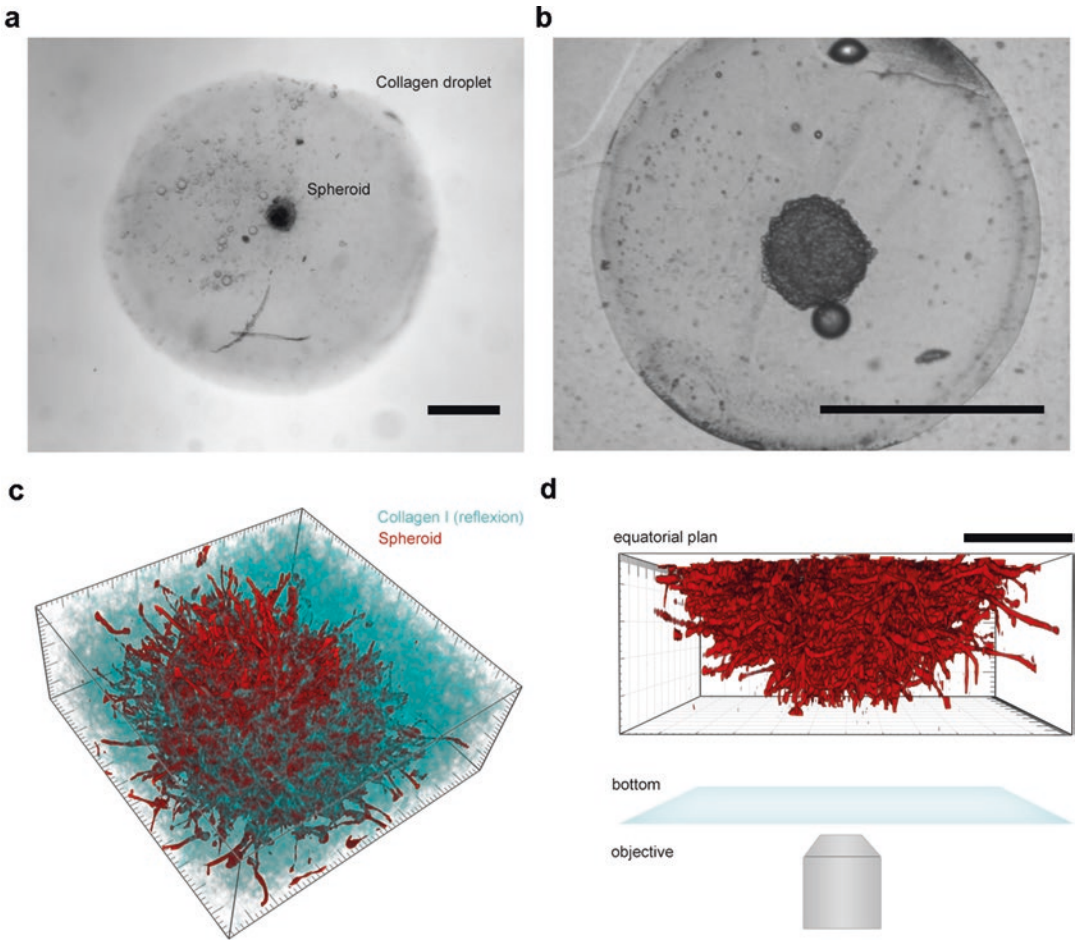 a
b
Collagen droplet
Spheroid
c
d
Collagen I (reflexion)
Spheroid
equatorial plan
bottom
objective